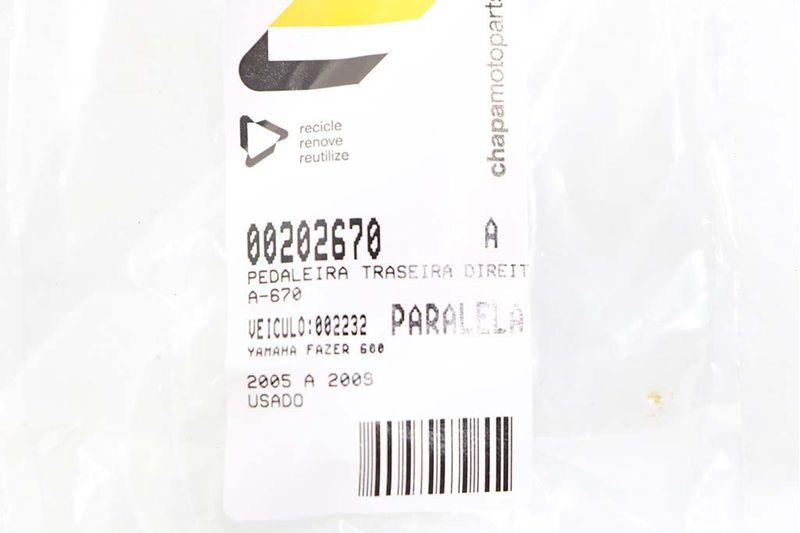 chapamotoparts
recicle
renove
reutilize
00202670 A
PEDALEIRA TRASEIRA DIREIT
A-670
VEICULO:002232 PARALELA
YAMAHA FAZER 600
2005 A 2009
USADO